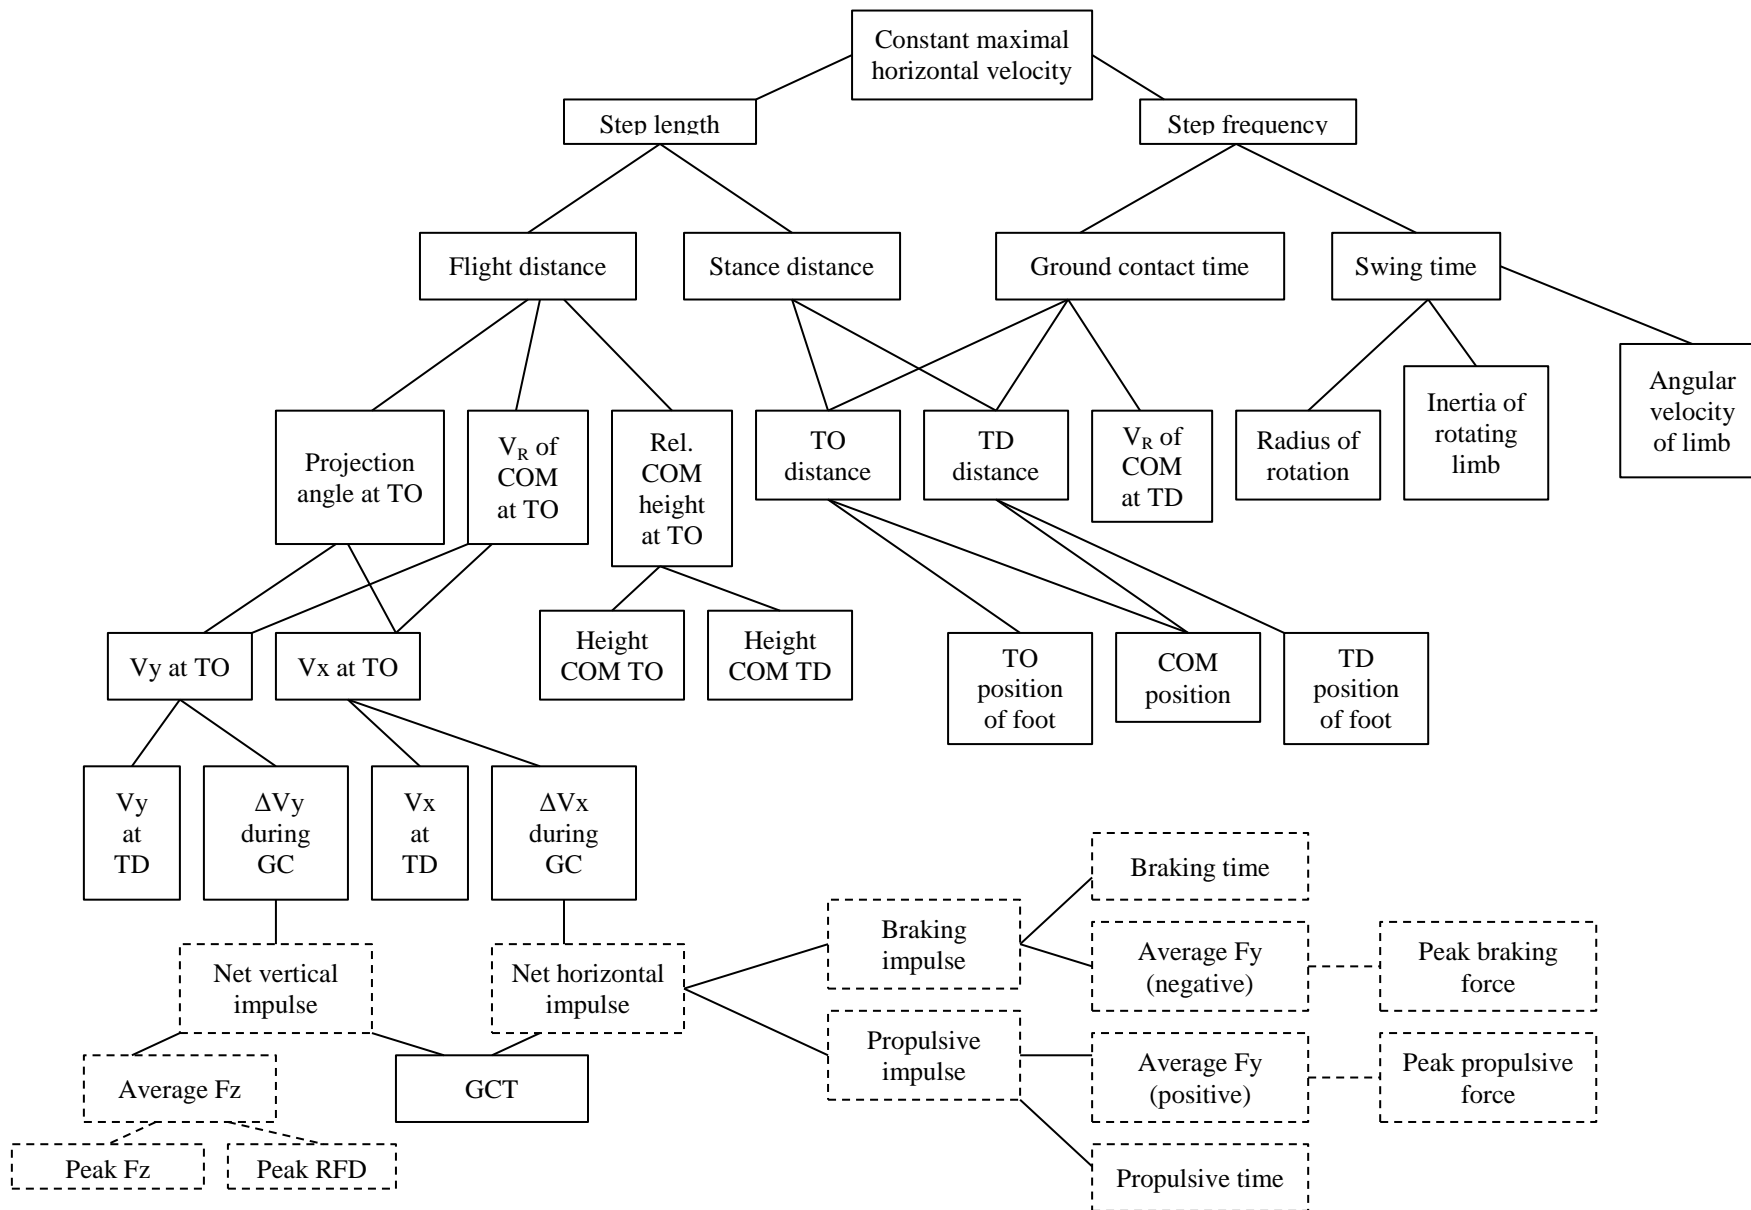 Constant maximal
horizontal velocity
Step length
Step frequency
Flight distance
Stance distance
Ground contact time
Swing time
Projection
angle at TO
V_R of
COM
at TO
Rel.
COM
height
at TO
TO
distance
TD
distance
V_R of
COM
at TD
Radius of
rotation
Inertia of
rotating
limb
Angular
velocity
of limb
Vy at TO
Vx at TO
Height
COM TO
Height
COM TD
TO
position
of foot
COM
position
TD
position
of foot
Vy
at
TD
ΔVy
during
GC
Vx
at
TD
ΔVx
during
GC
Braking time
Braking
impulse
Average Fy
(negative)
Peak braking
force
Net vertical
impulse
Net horizontal
impulse
Propulsive
impulse
Average Fy
(positive)
Peak propulsive
force
Average Fz
GCT
Peak Fz
Peak RFD
Propulsive time